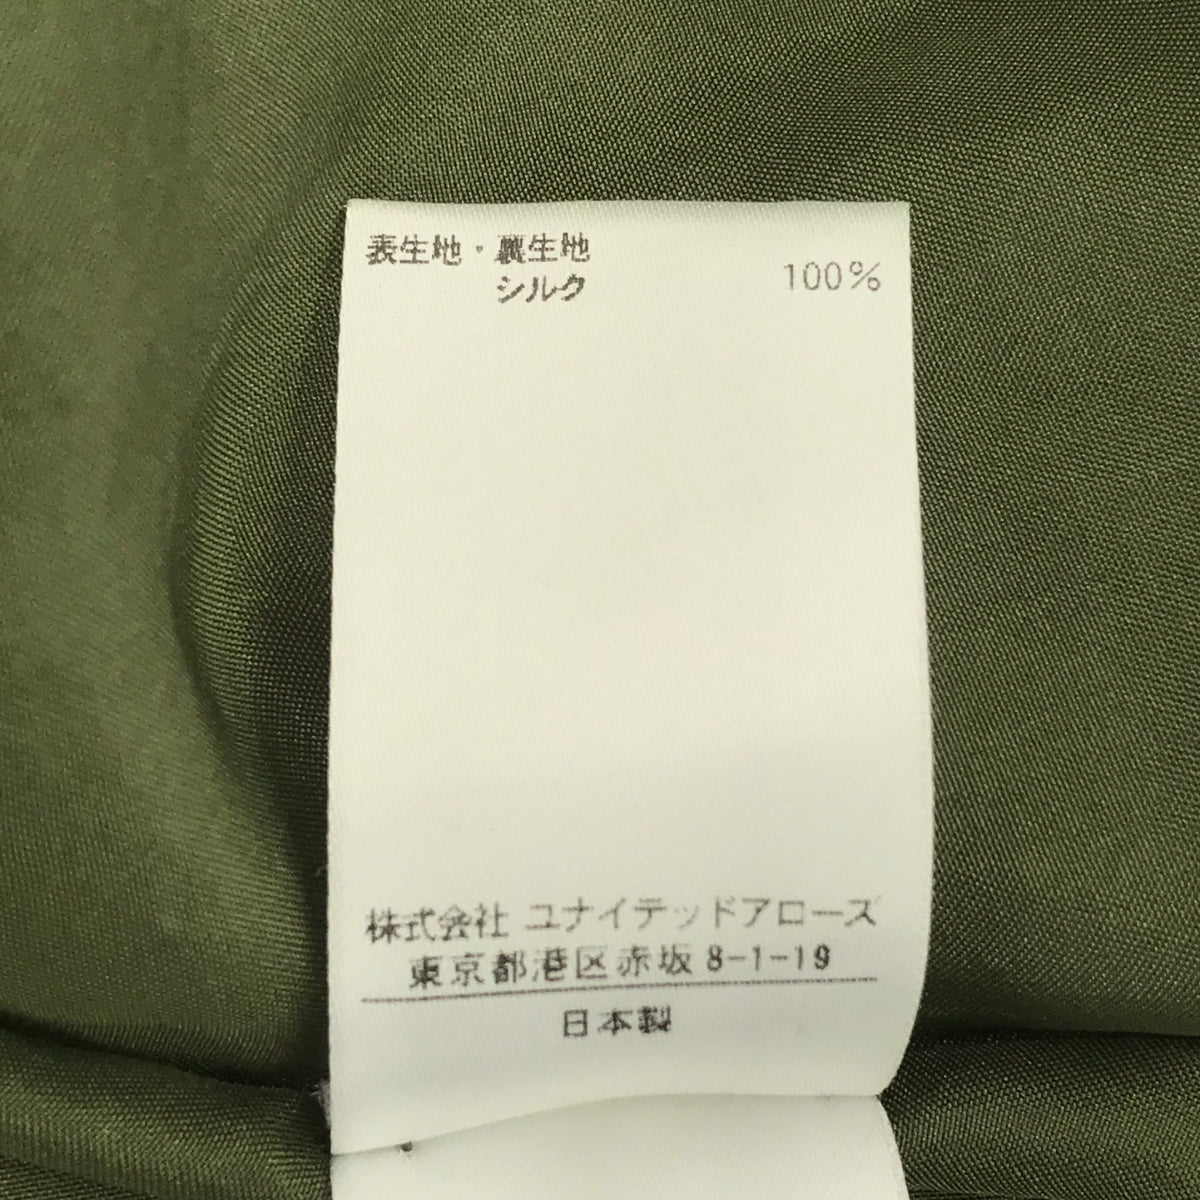 表生地・裏生地
シルク 100%
株式会社 ユナイテッドアローズ
東京都港区赤坂 8-1-19
日本製